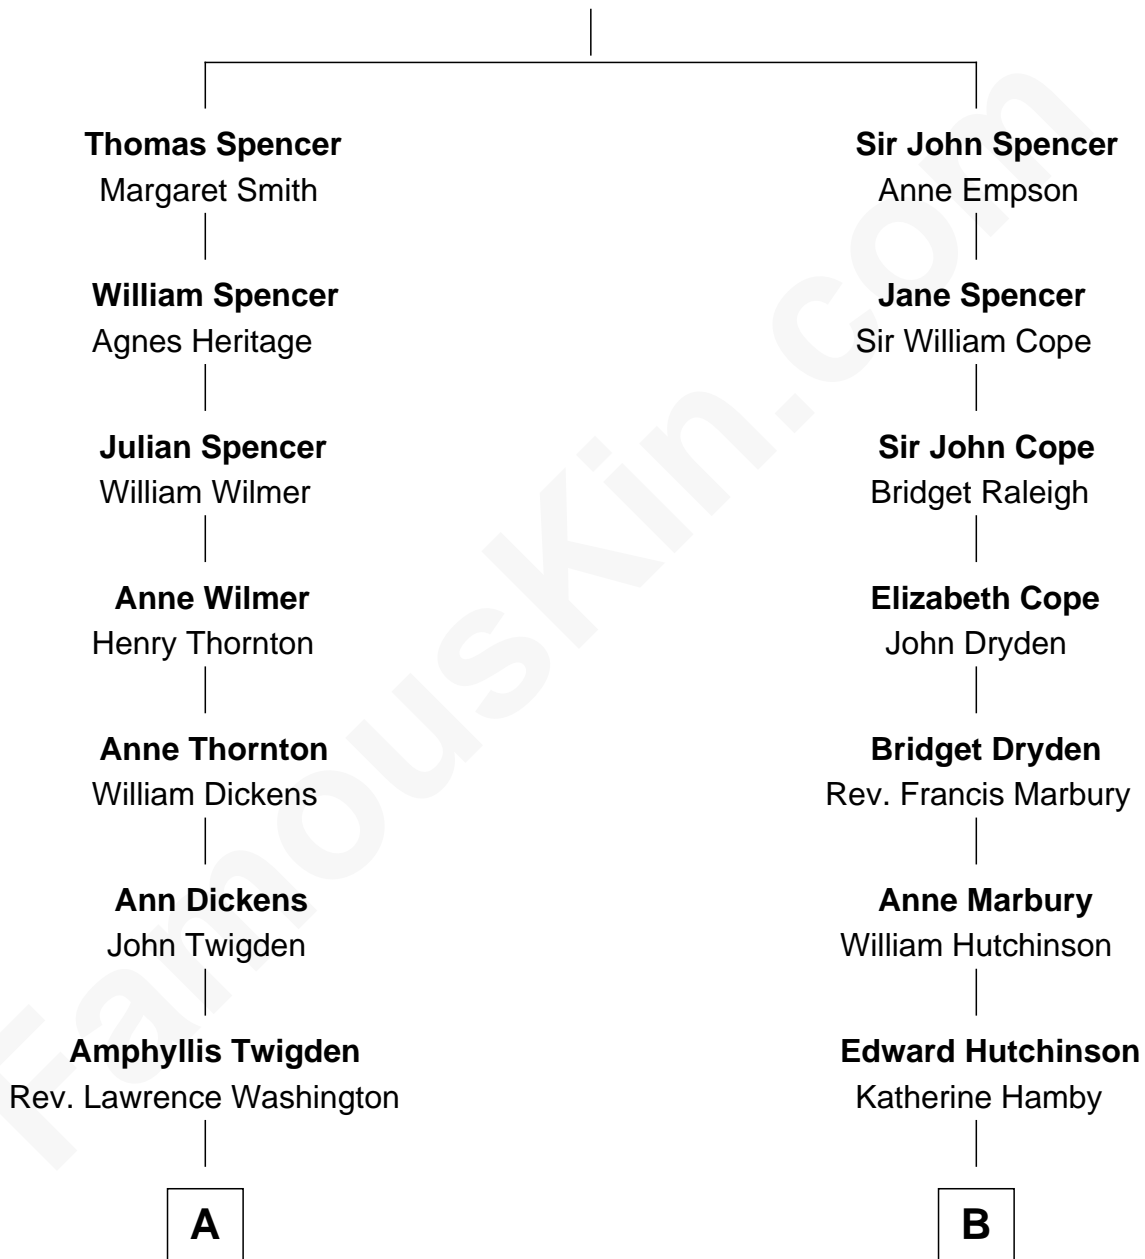 Thomas Spencer
Margaret Smith
William Spencer
Agnes Heritage
Julian Spencer
William Wilmer
Anne Wilmer
Henry Thornton
Anne Thornton
William Dickens
Ann Dickens
John Twigden
Amphyllis Twigden
Rev. Lawrence Washington
A
Sir John Spencer
Anne Empson
Jane Spencer
Sir William Cope
Sir John Cope
Bridget Raleigh
Elizabeth Cope
John Dryden
Bridget Dryden
Rev. Francis Marbury
Anne Marbury
William Hutchinson
Edward Hutchinson
Katherine Hamby
B
FamousKin.com